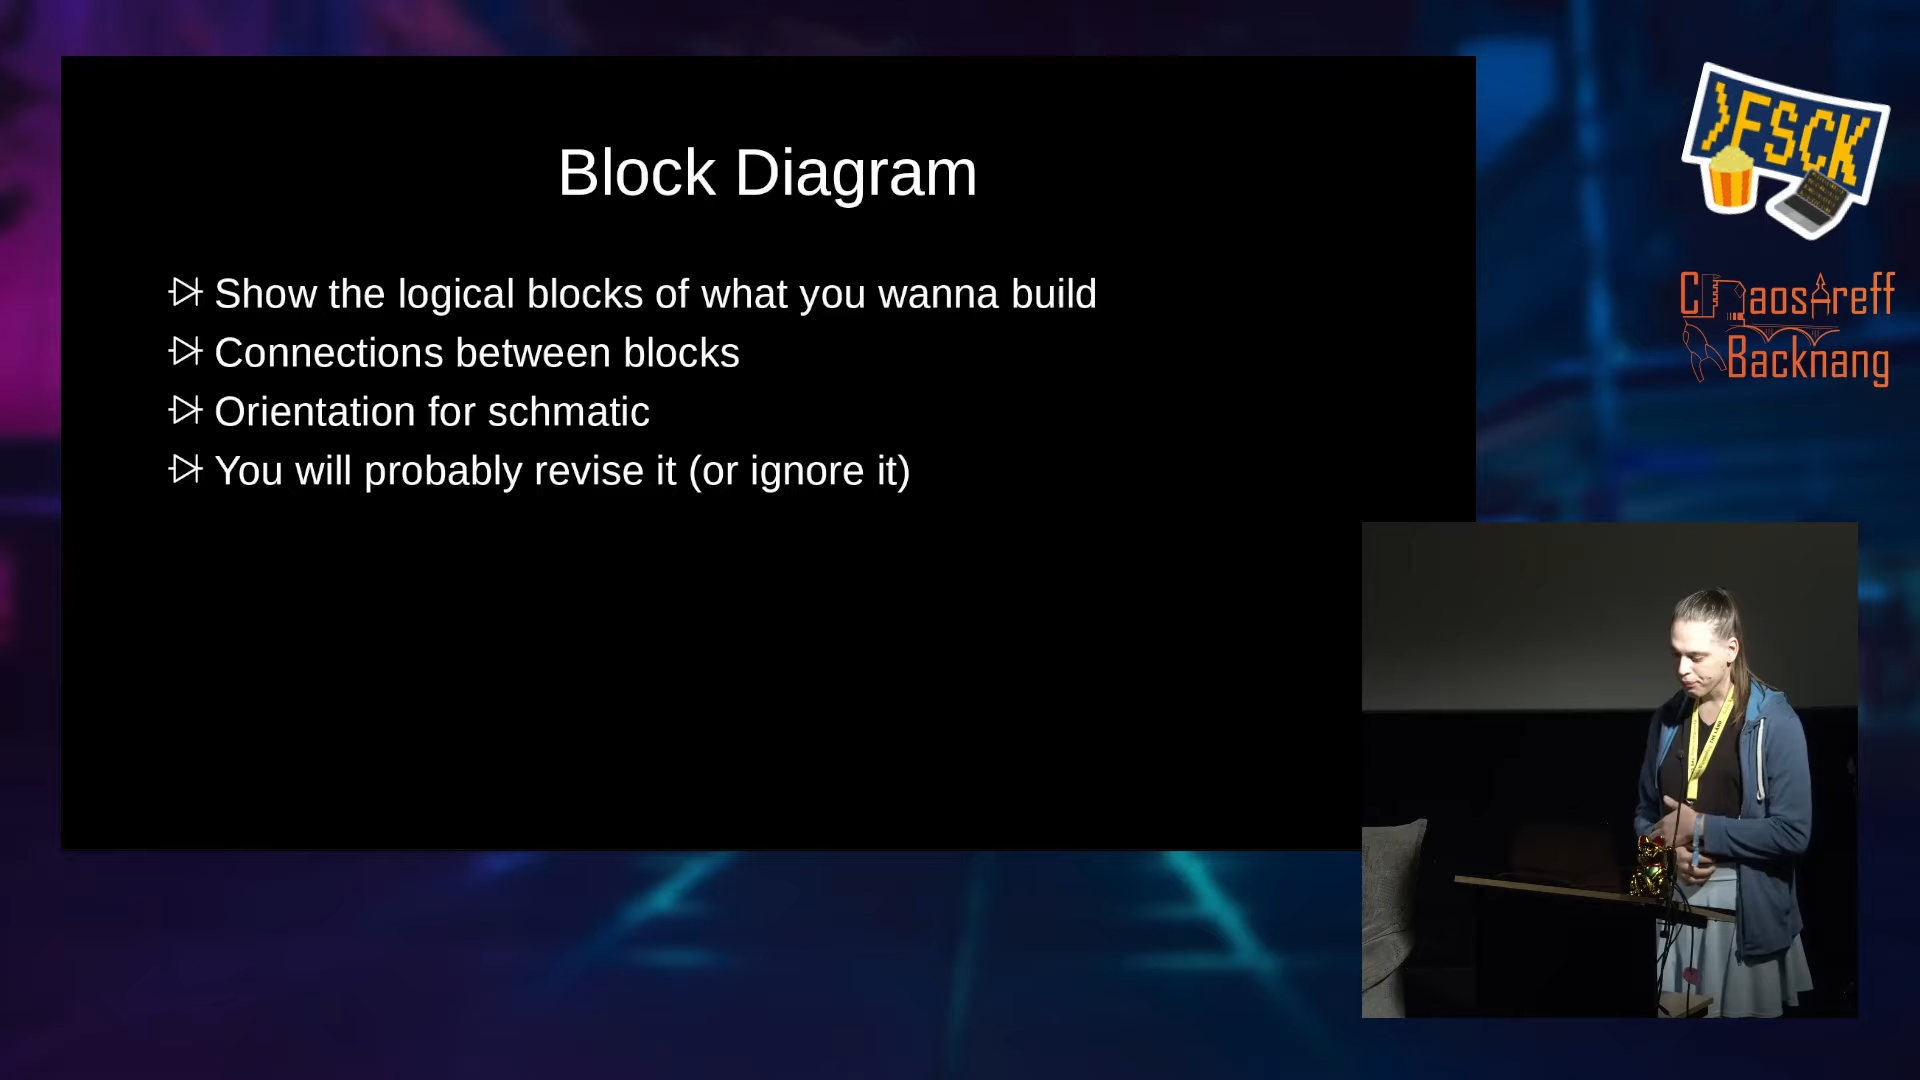 Block Diagram
Show the logical blocks of what you wanna build
Connections between blocks
Orientation for schmatic
You will probably revise it (or ignore it)
>FSCK
Chaostreff
Backnang